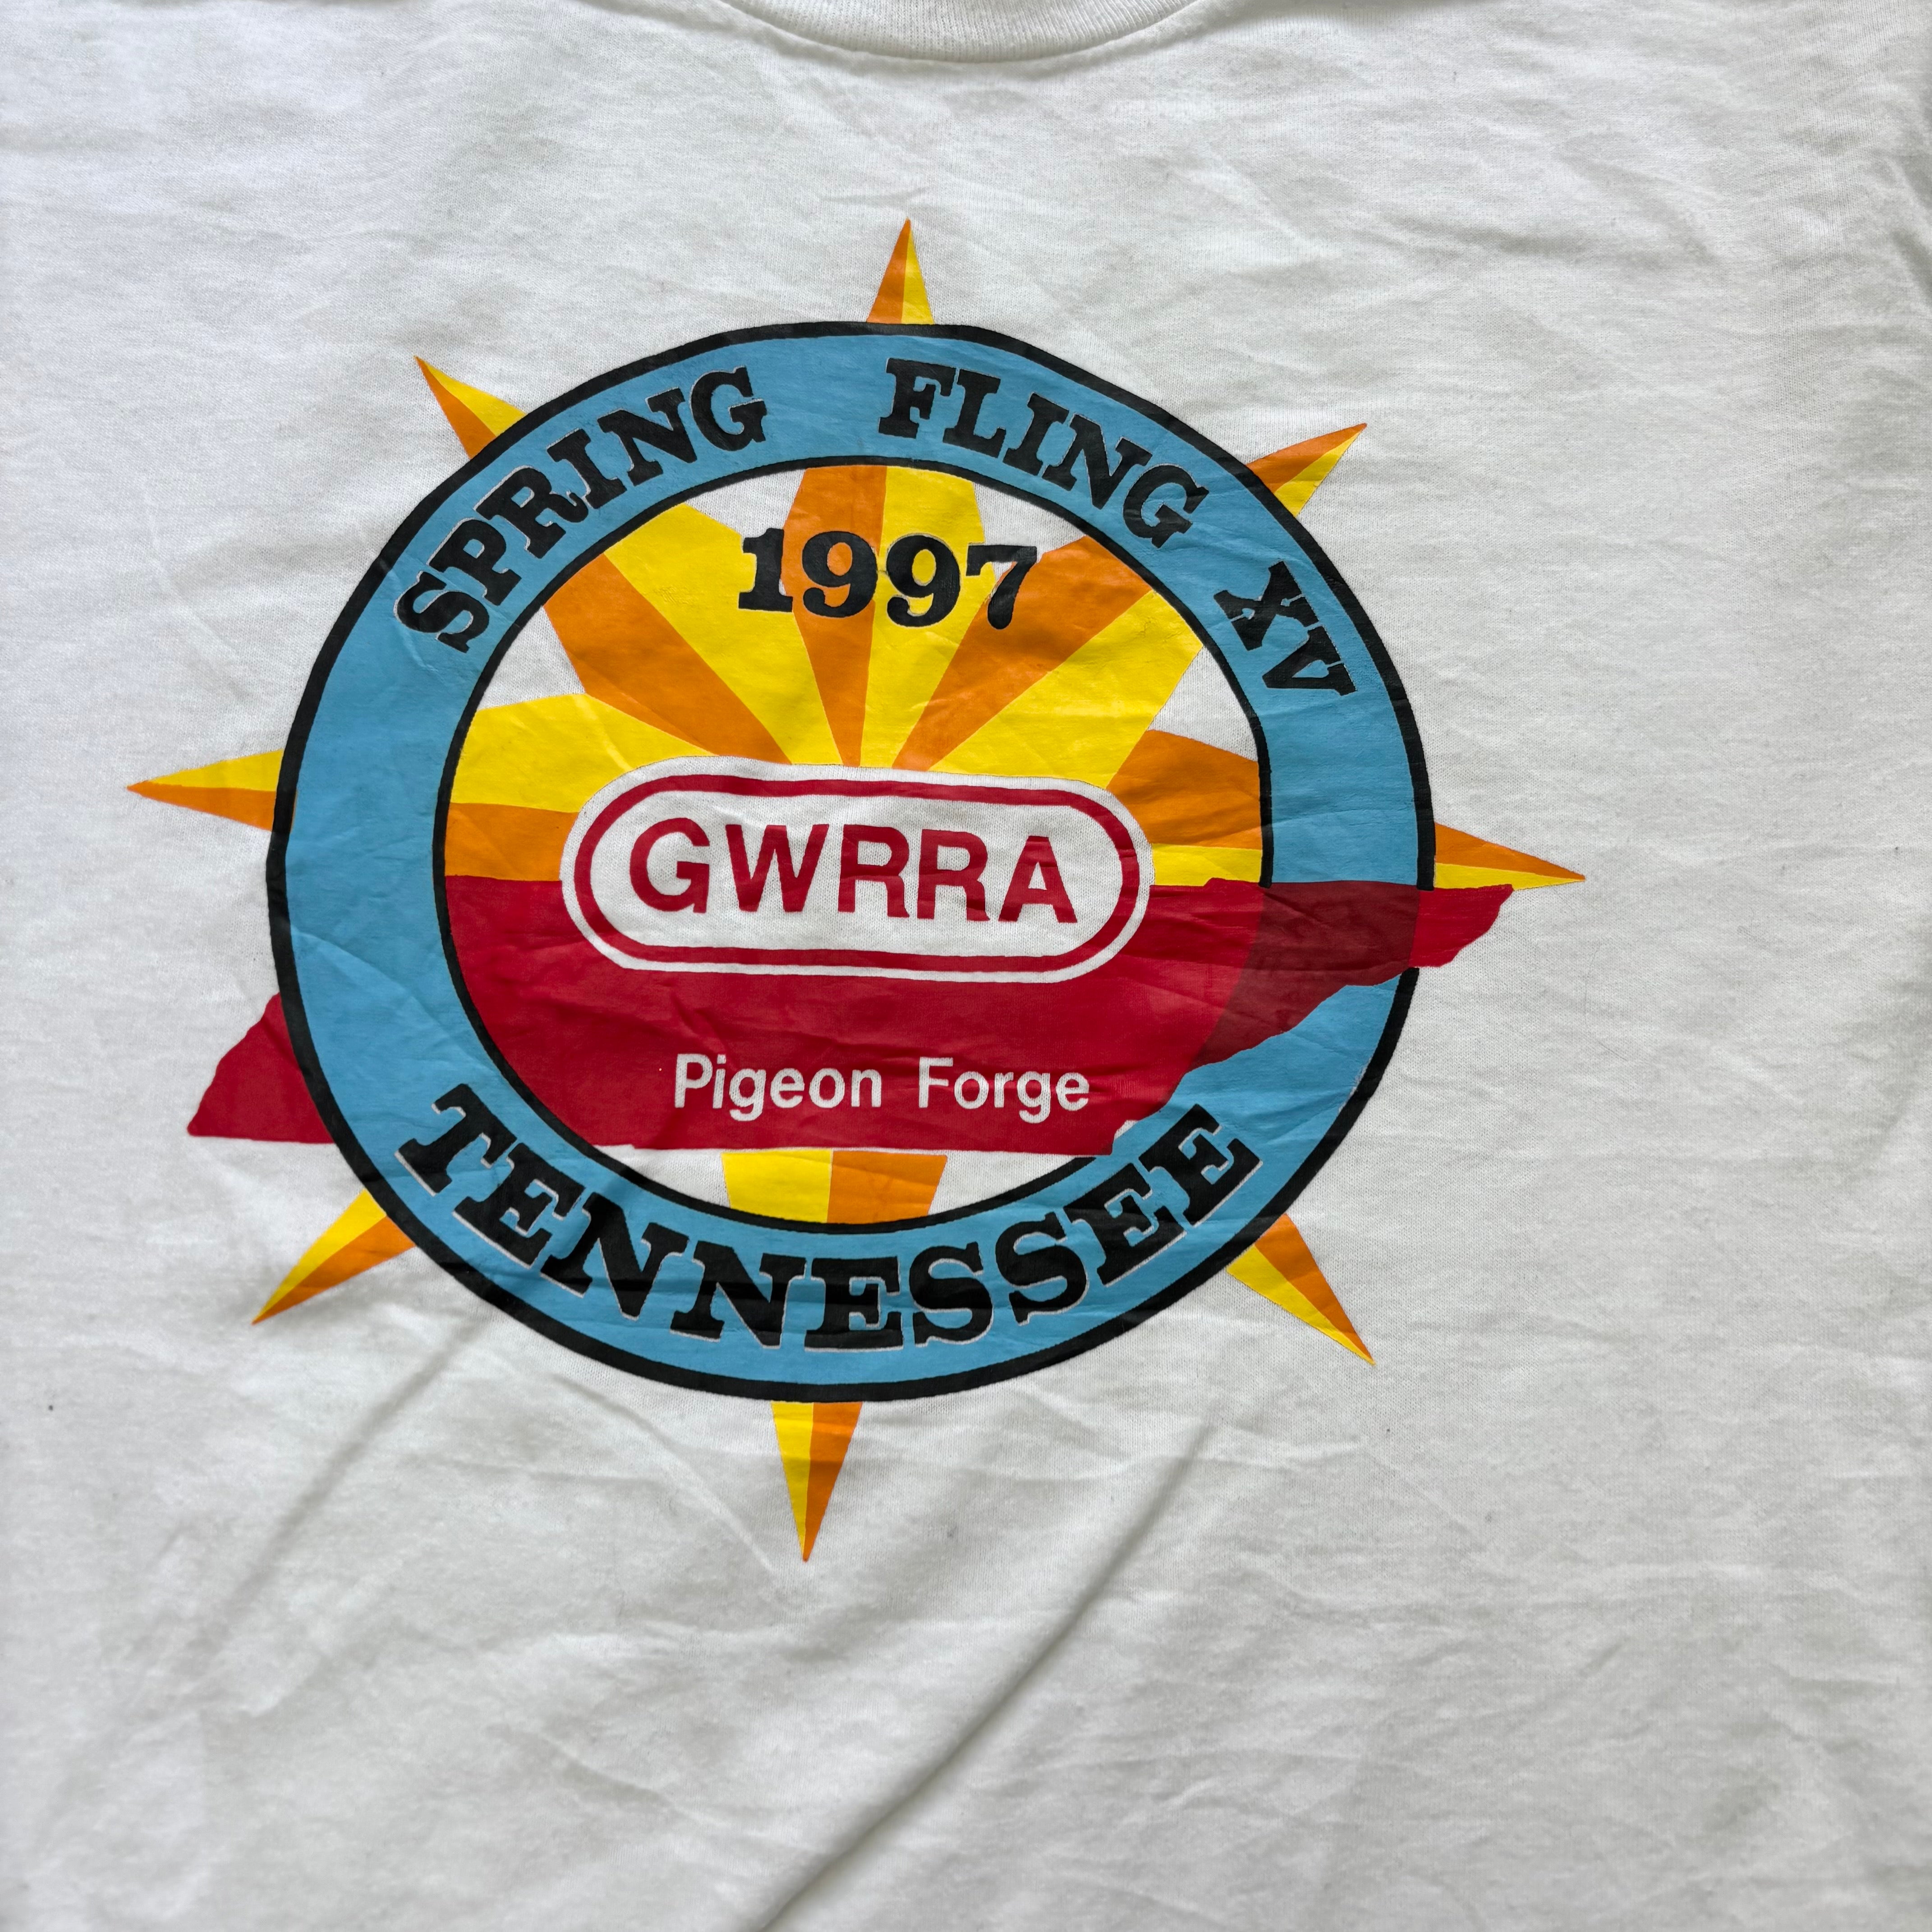 SPRING FLING XV
1997
GWRRA
Pigeon Forge
TENNESSEE